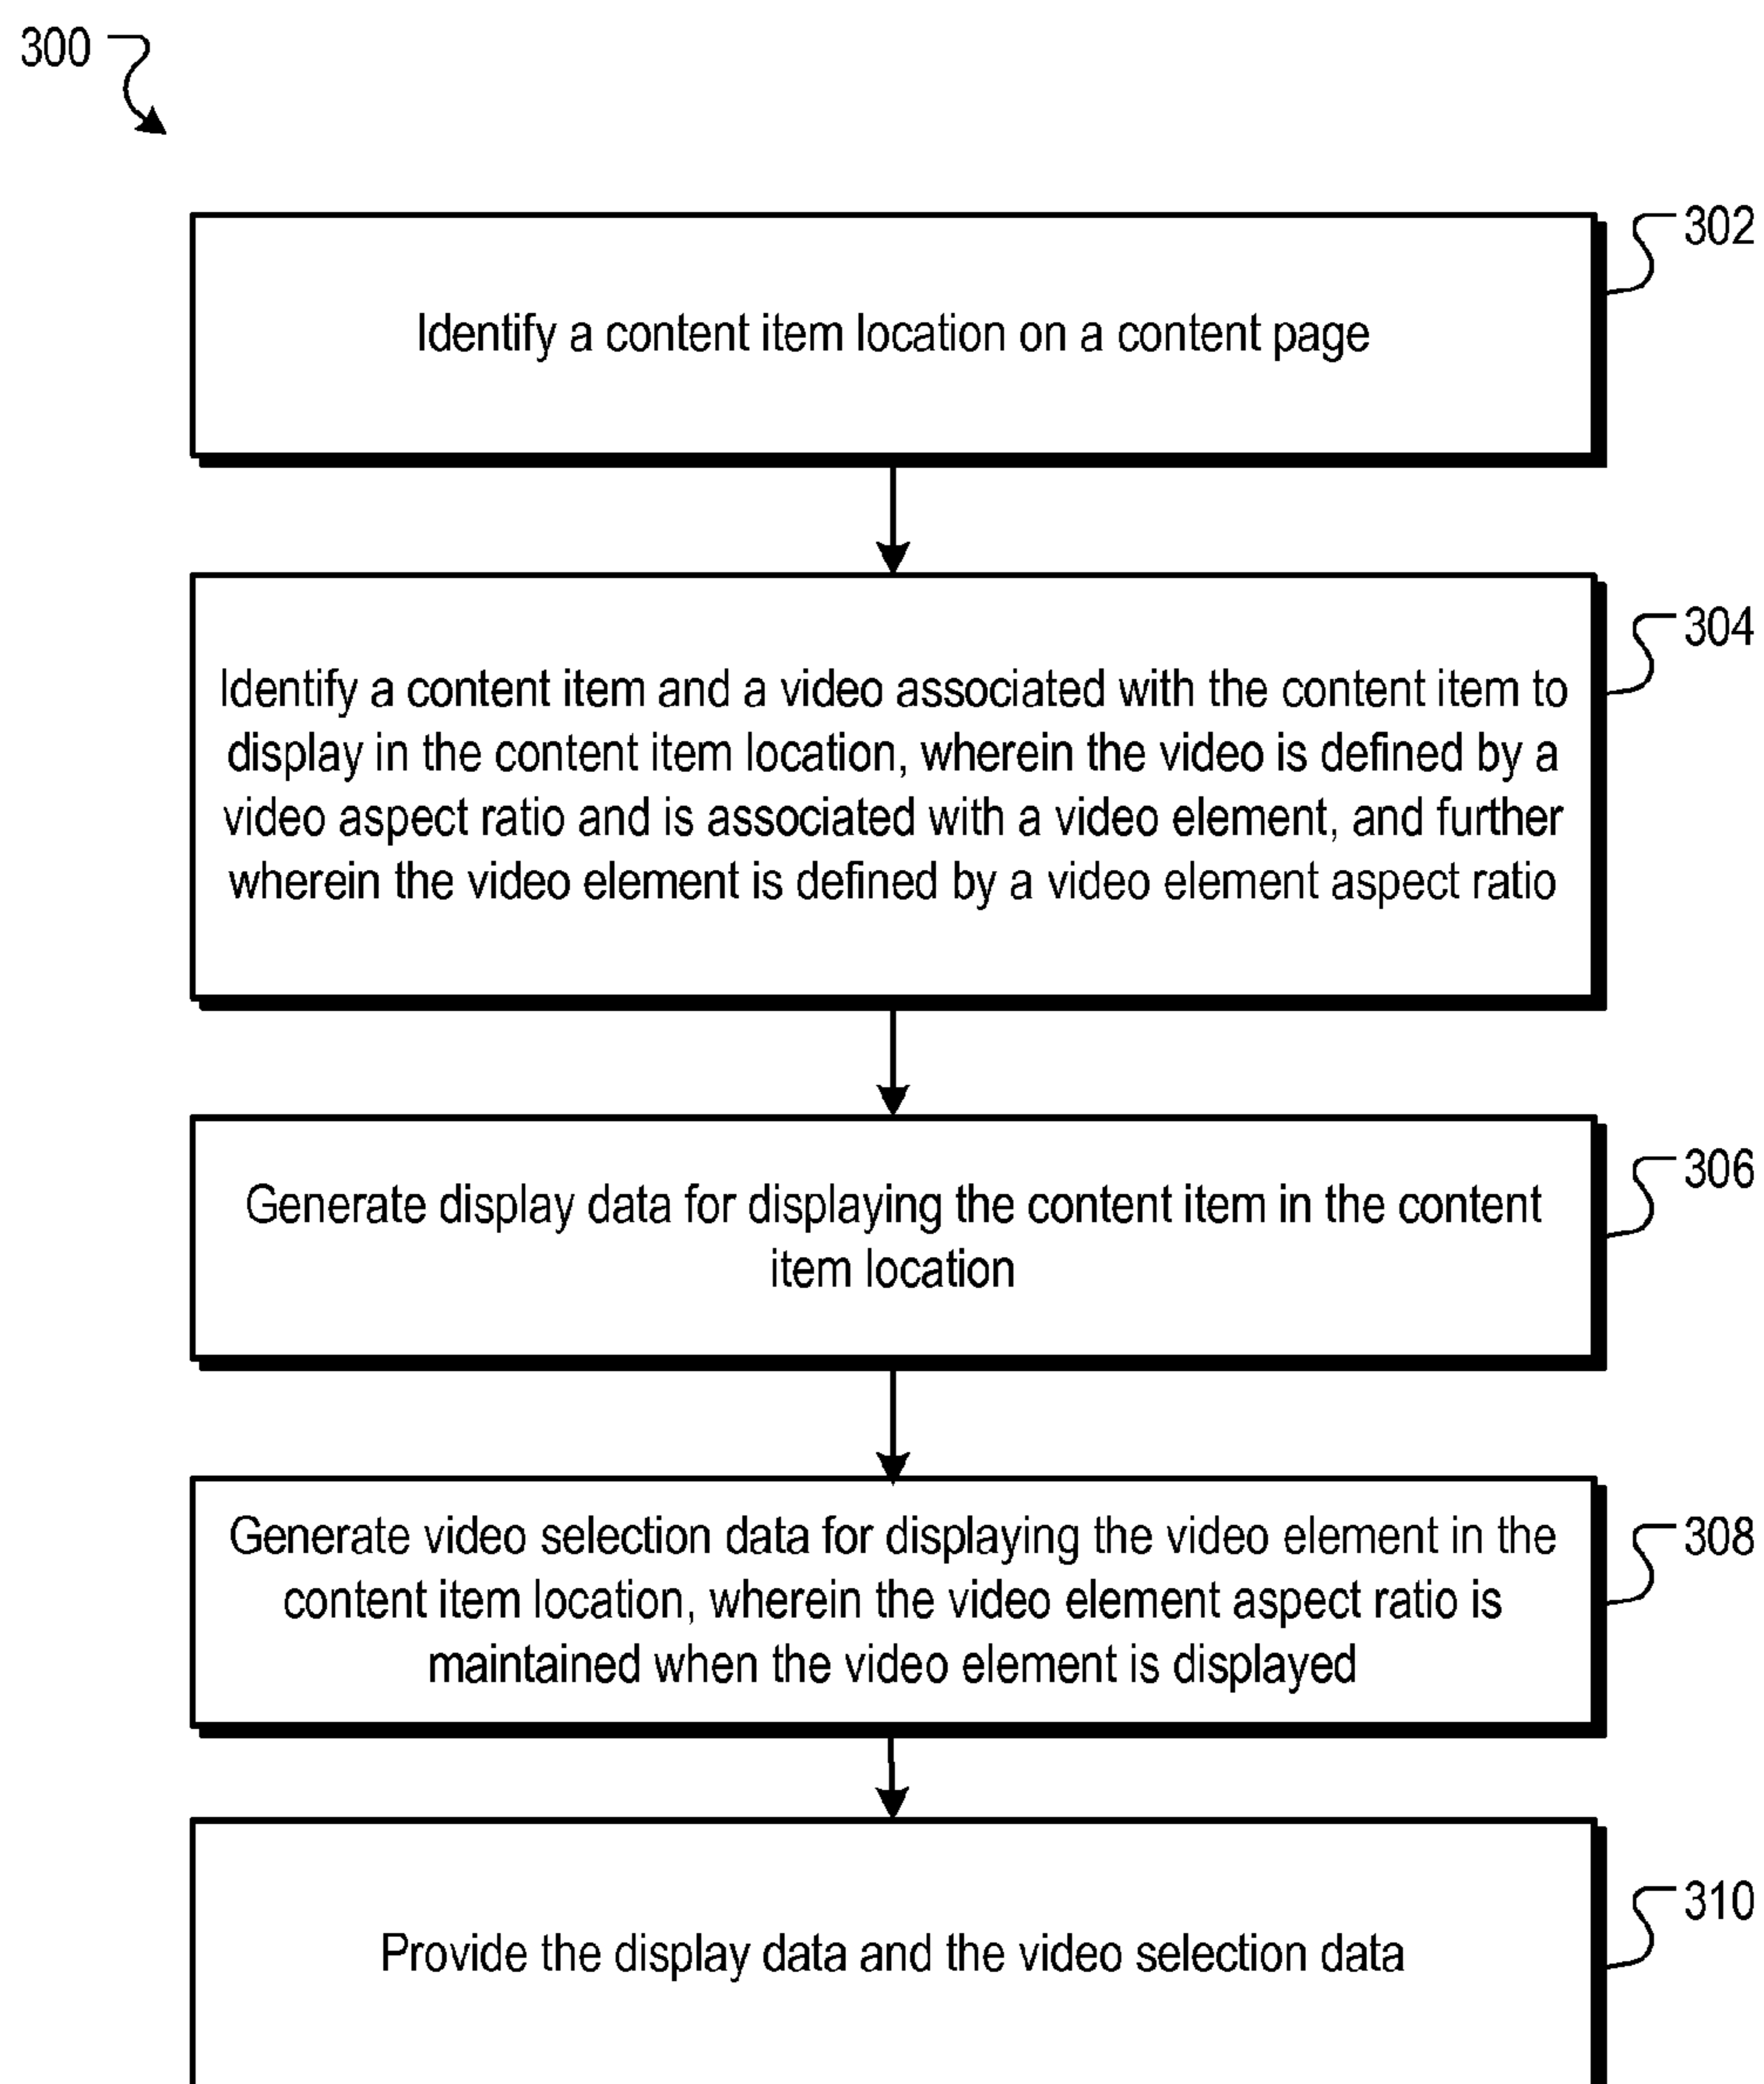 300
302
Identify a content item location on a content page
304
Identify a content item and a video associated with the content item to
display in the content item location, wherein the video is defined by a
video aspect ratio and is associated with a video element, and further
wherein the video element is defined by a video element aspect ratio
306
Generate display data for displaying the content item in the content
item location
308
Generate video selection data for displaying the video element in the
content item location, wherein the video element aspect ratio is
maintained when the video element is displayed
310
Provide the display data and the video selection data